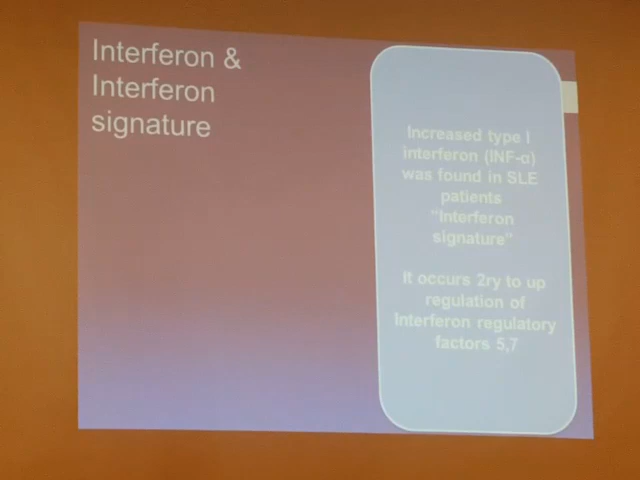 Interferon &
Interferon
signature
Increased type I
interferon (INF-α)
was found in SLE
patients
"Interferon
signature"
It occurs 2ry to up
regulation of
Interferon regulatory
factors 5,7